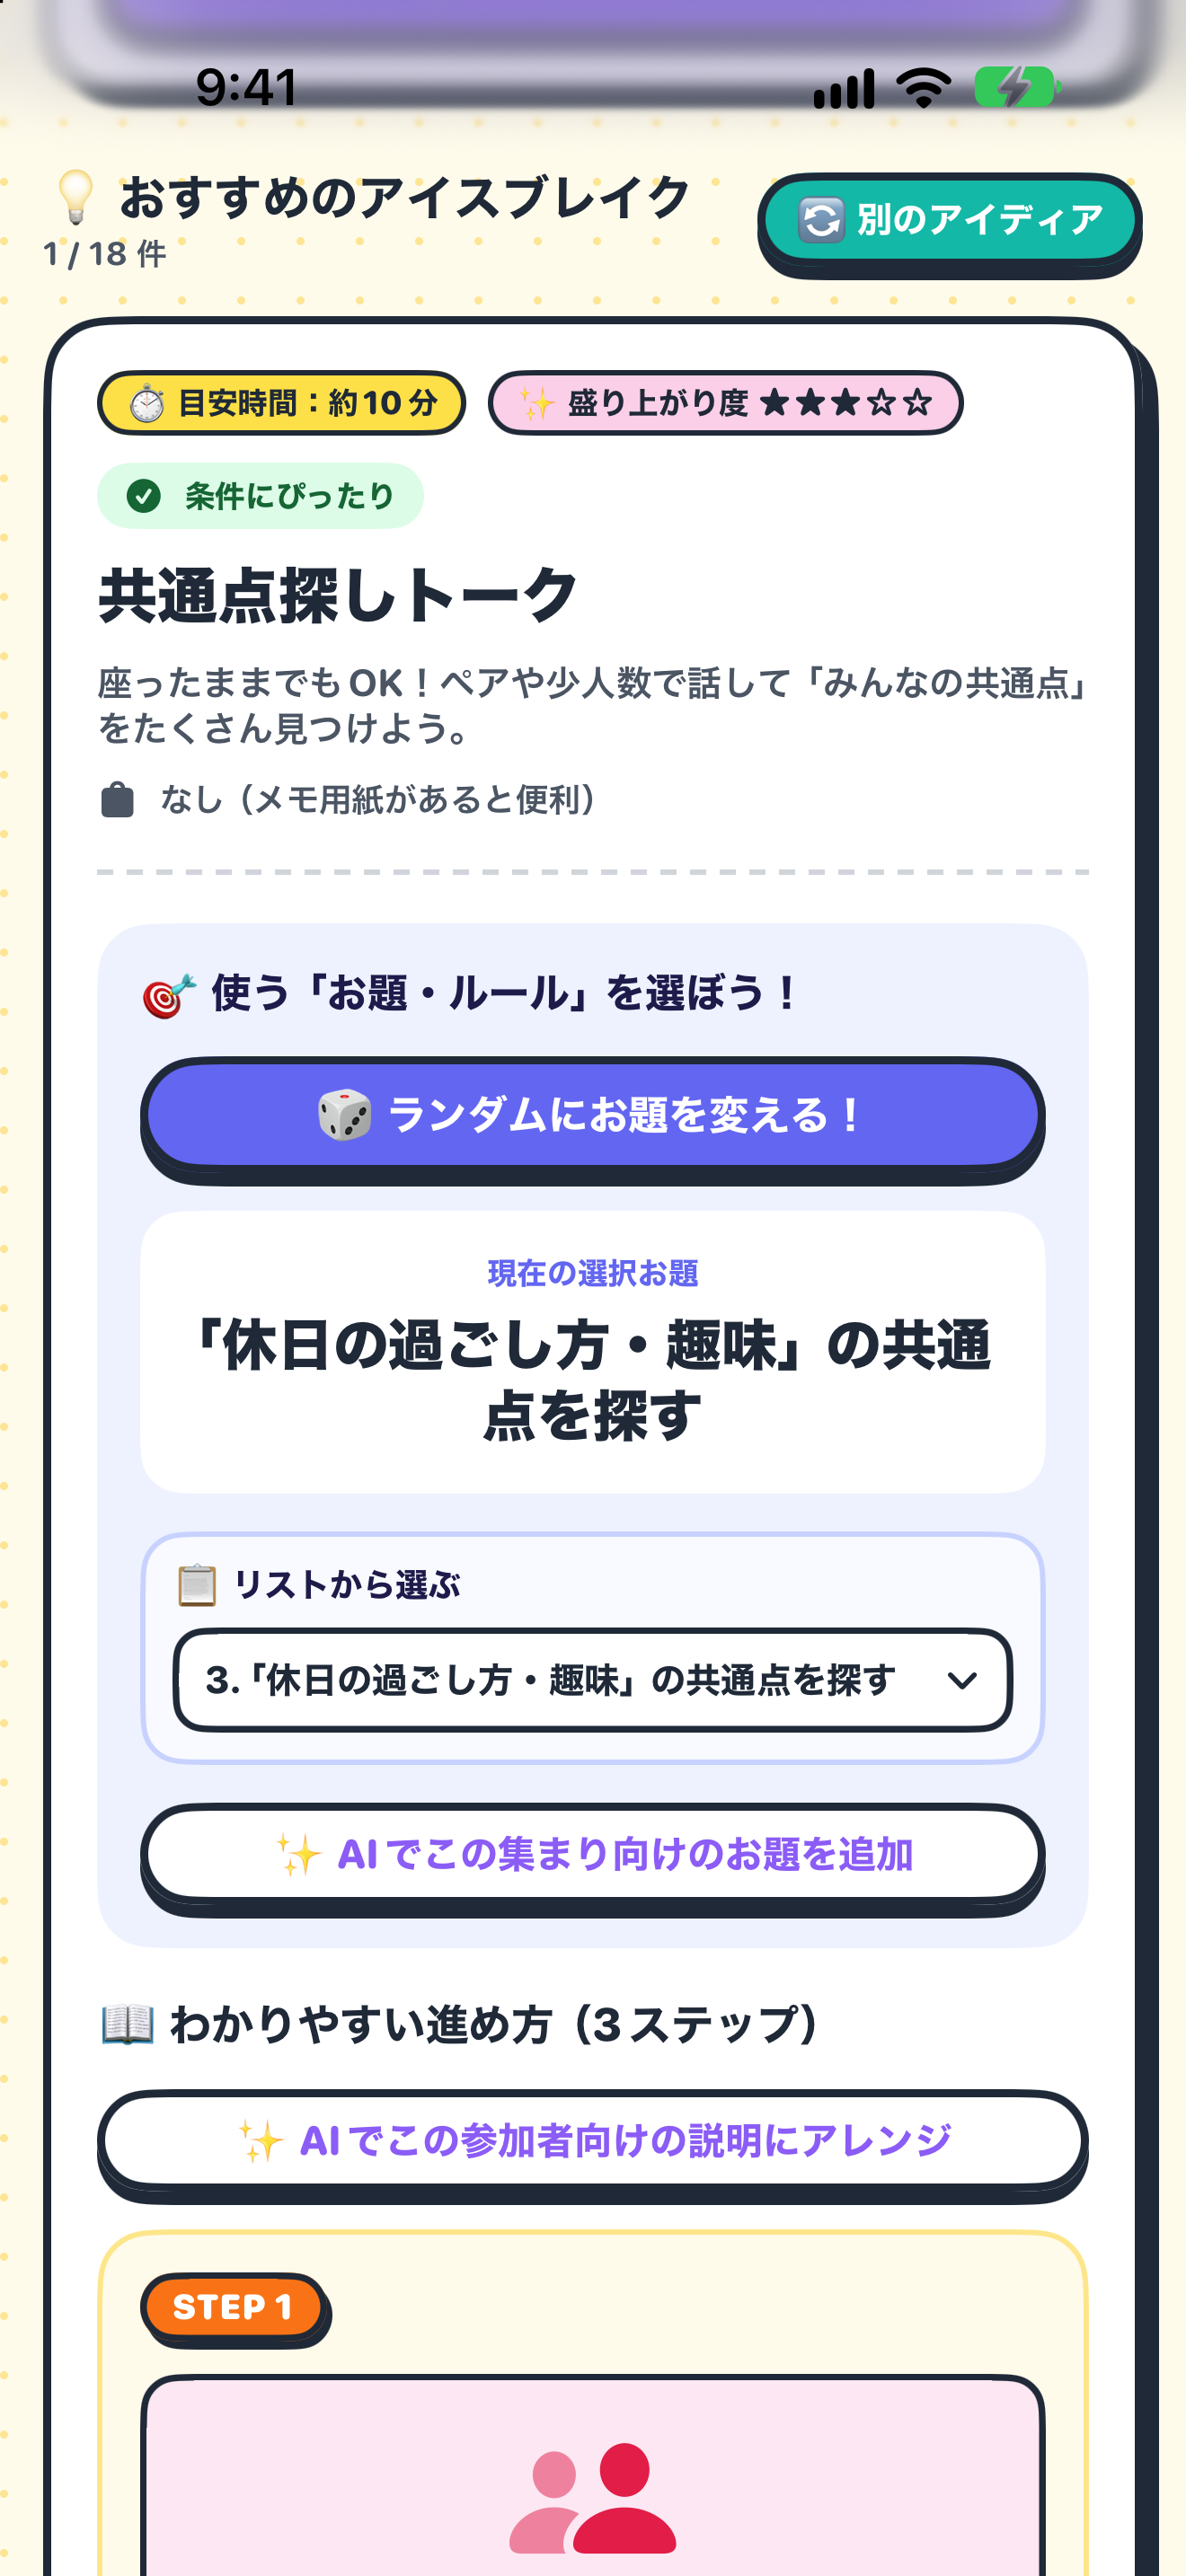 9:41
おすすめのアイスブレイク
1 / 18 件
別のアイディア
目安時間：約10分
盛り上がり度 ★★★☆☆
条件にぴったり
共通点探しトーク
座ったままでもOK！ペアや少人数で話して「みんなの共通点」
をたくさん見つけよう。
なし（メモ用紙があると便利）
使う「お題・ルール」を選ぼう！
ランダムにお題を変える！
現在の選択お題
「休日の過ごし方・趣味」の共通
点を探す
リストから選ぶ
3.「休日の過ごし方・趣味」の共通点を探す
AIでこの集まり向けのお題を追加
わかりやすい進め方（3ステップ）
AIでこの参加者向けの説明にアレンジ
STEP 1